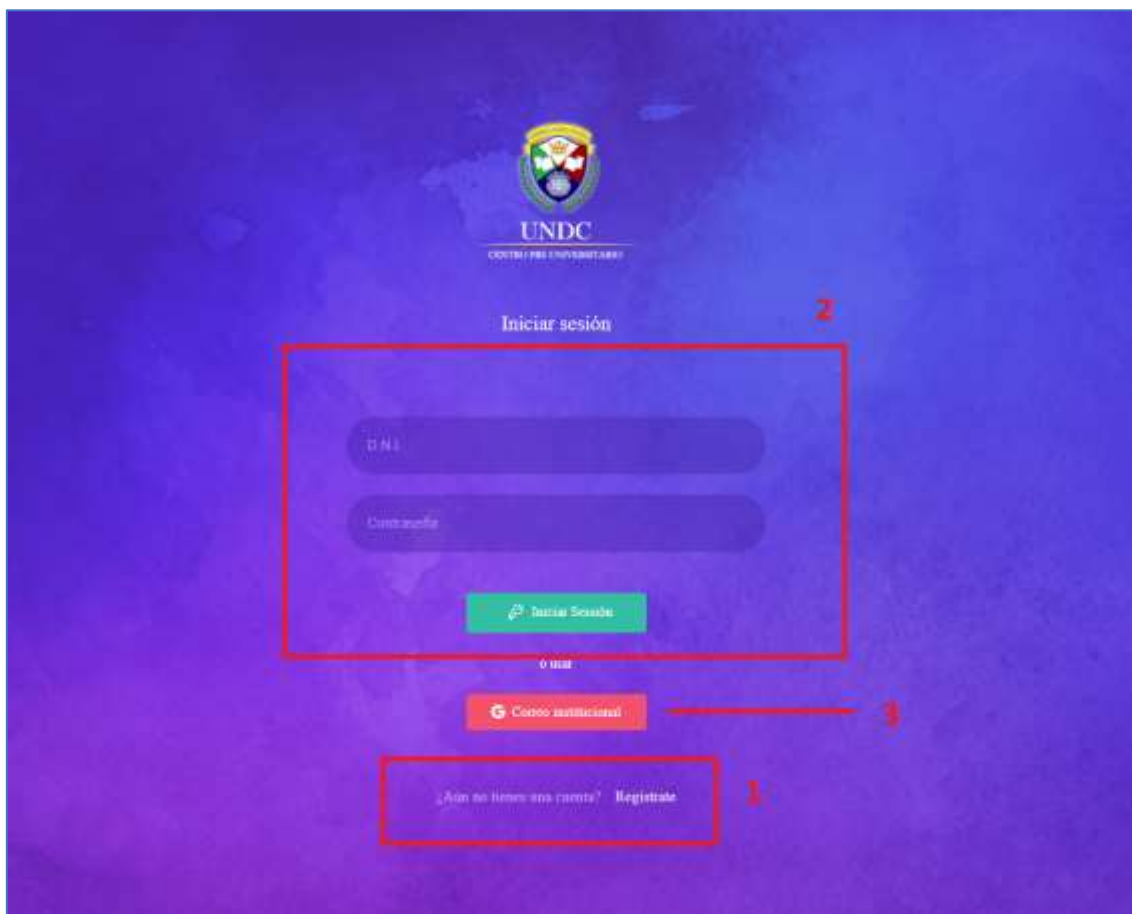 UNDC
CENTRO PRE UNIVERSITARIO
Iniciar sesión
2
D.N.I.
Contraseña
Iniciar Sesión
o usar
G Correo institucional
3
¿Aún no tienes una cuenta? Regístrate
1